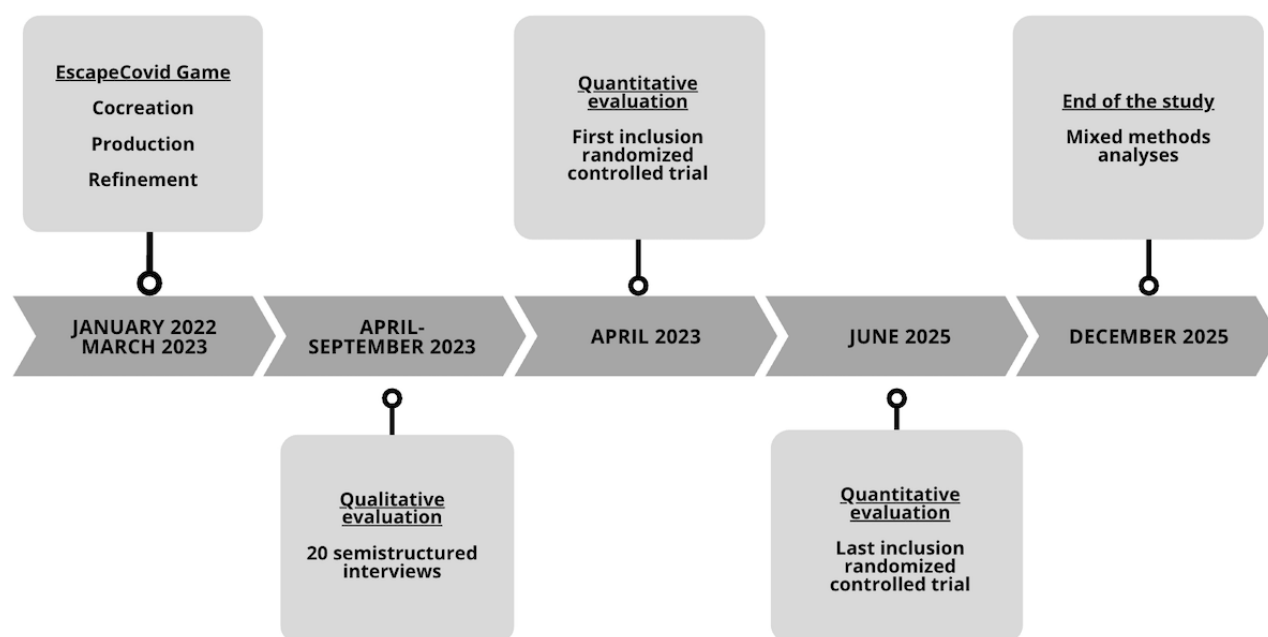 EscapeCovid Game
Cocreation
Production
Refinement
Quantitative
evaluation
First inclusion
randomized
controlled trial
End of the study
Mixed methods
analyses
JANUARY 2022
MARCH 2023
APRIL-
SEPTEMBER 2023
APRIL 2023
JUNE 2025
DECEMBER 2025
Qualitative
evaluation
20 semistructured
interviews
Quantitative
evaluation
Last inclusion
randomized
controlled trial